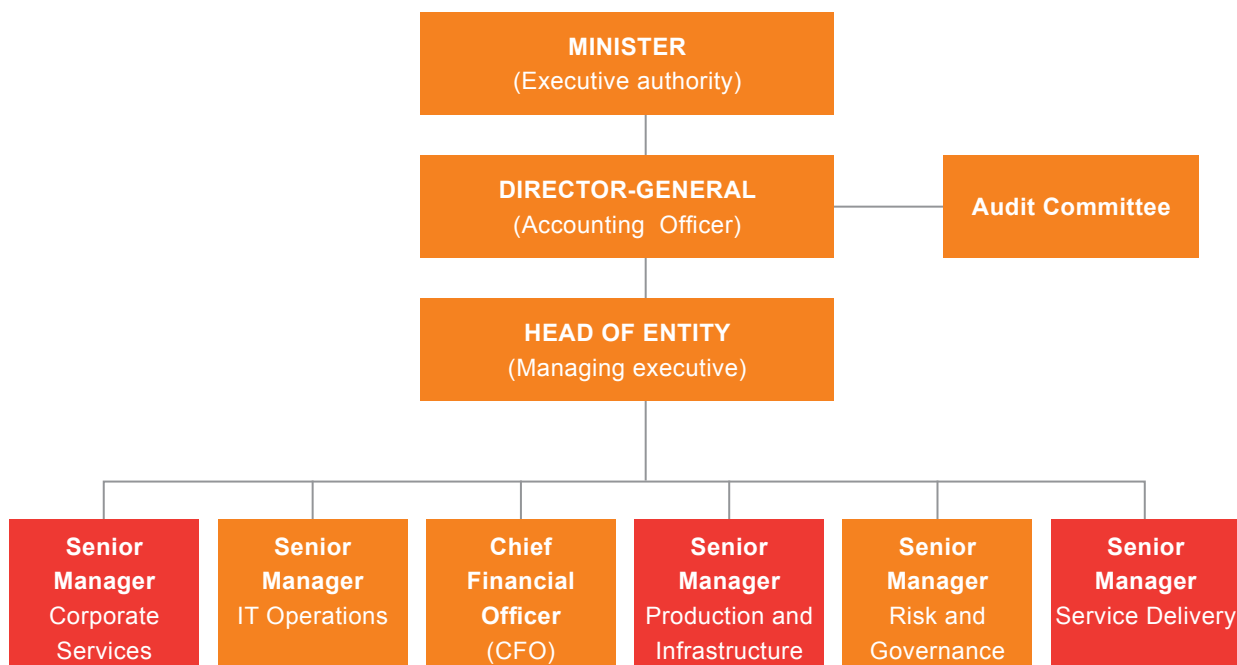 MINISTER
(Executive authority)
DIRECTOR-GENERAL
(Accounting Officer)
Audit Committee
HEAD OF ENTITY
(Managing executive)
Senior
Manager
Corporate
Services
Senior
Manager
IT Operations
Chief
Financial
Officer
(CFO)
Senior
Manager
Production and
Infrastructure
Senior
Manager
Risk and
Governance
Senior
Manager
Service Delivery